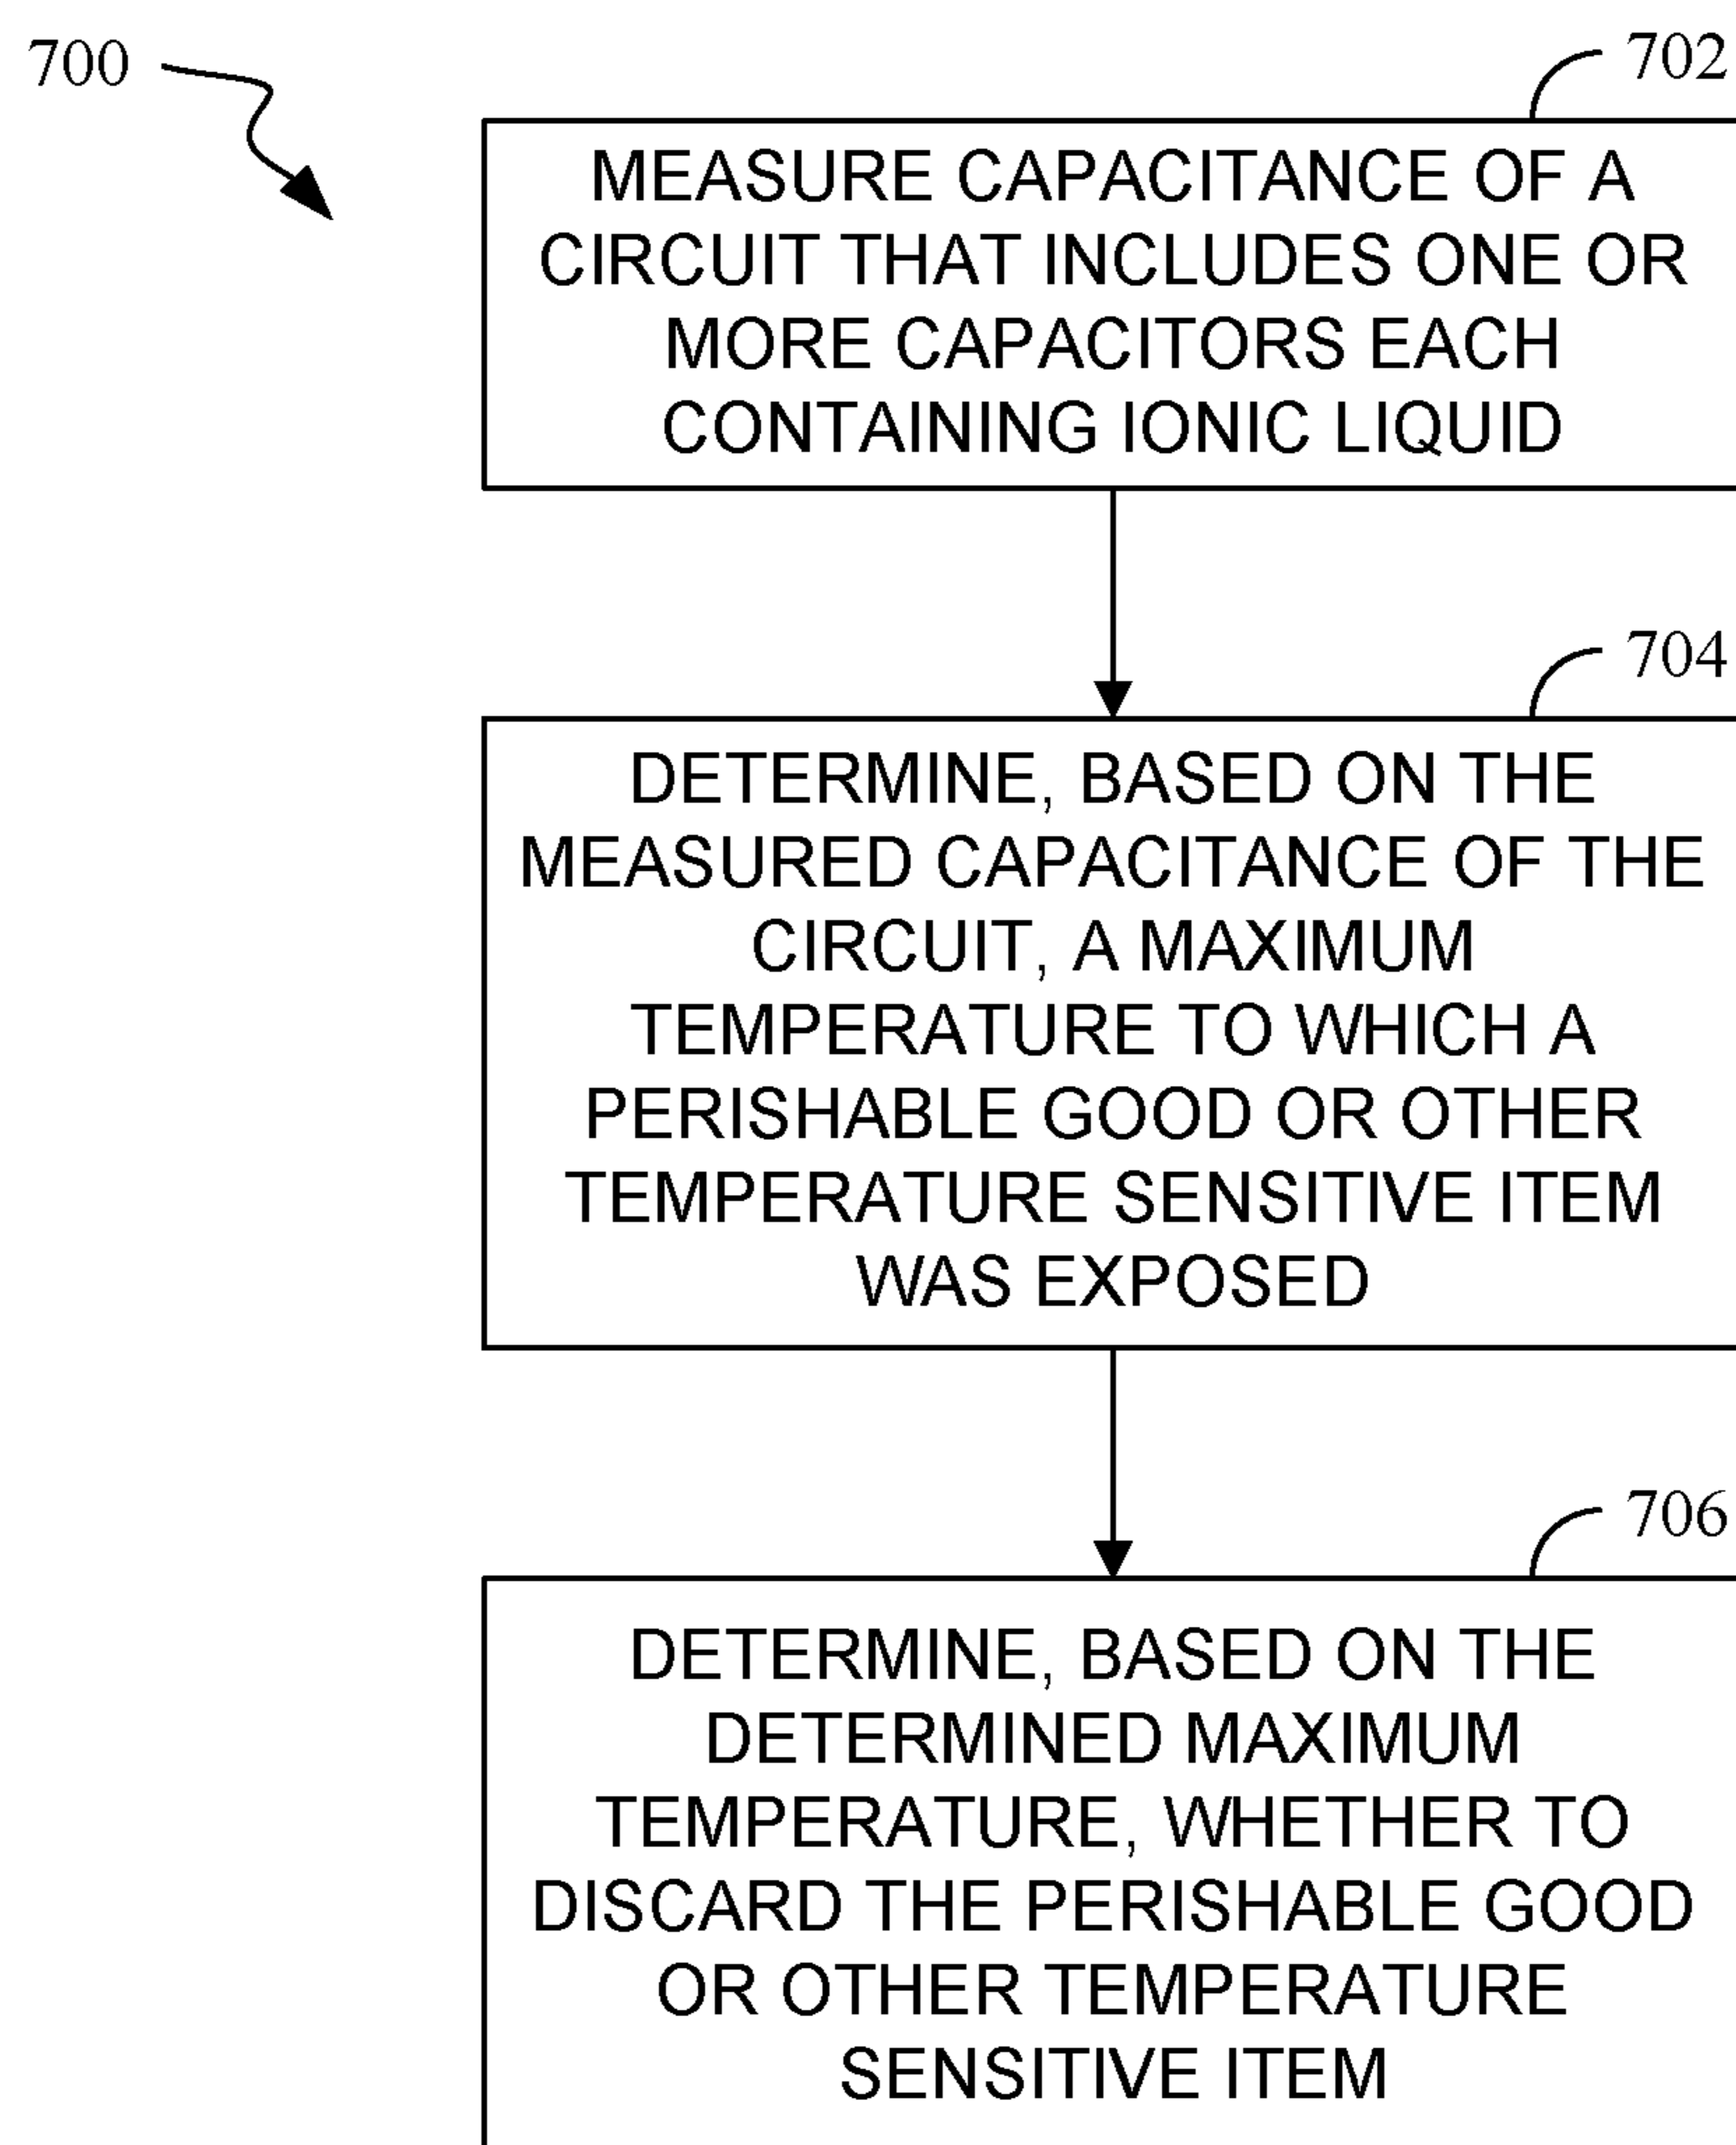 700
702
MEASURE CAPACITANCE OF A
CIRCUIT THAT INCLUDES ONE OR
MORE CAPACITORS EACH
CONTAINING IONIC LIQUID
704
DETERMINE, BASED ON THE
MEASURED CAPACITANCE OF THE
CIRCUIT, A MAXIMUM
TEMPERATURE TO WHICH A
PERISHABLE GOOD OR OTHER
TEMPERATURE SENSITIVE ITEM
WAS EXPOSED
706
DETERMINE, BASED ON THE
DETERMINED MAXIMUM
TEMPERATURE, WHETHER TO
DISCARD THE PERISHABLE GOOD
OR OTHER TEMPERATURE
SENSITIVE ITEM